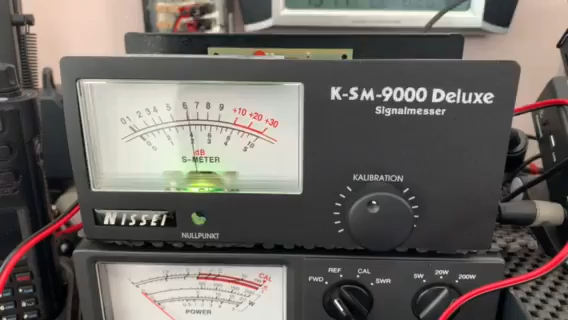 K-SM-9000 Deluxe
Signalmesser
0 1 2 3 4 5 6 7 8 9 +10 +20 +30
dB
S-METER
KALIBRATION
NISSEI
NULLPUNKT
REF CAL
FWD SWR
20W
5W 200W
CAL
POWER